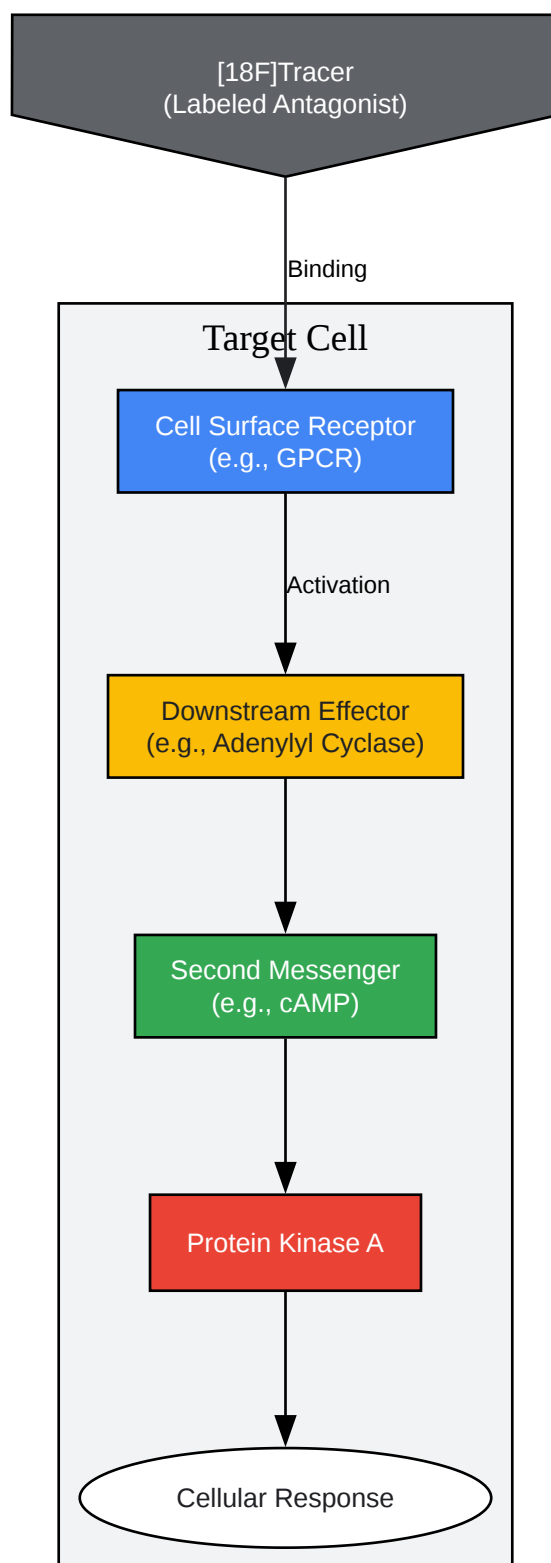 [18F]Tracer
(Labeled Antagonist)
Binding
Target Cell
Cell Surface Receptor
(e.g., GPCR)
Activation
Downstream Effector
(e.g., Adenylyl Cyclase)
Second Messenger
(e.g., cAMP)
Protein Kinase A
Cellular Response